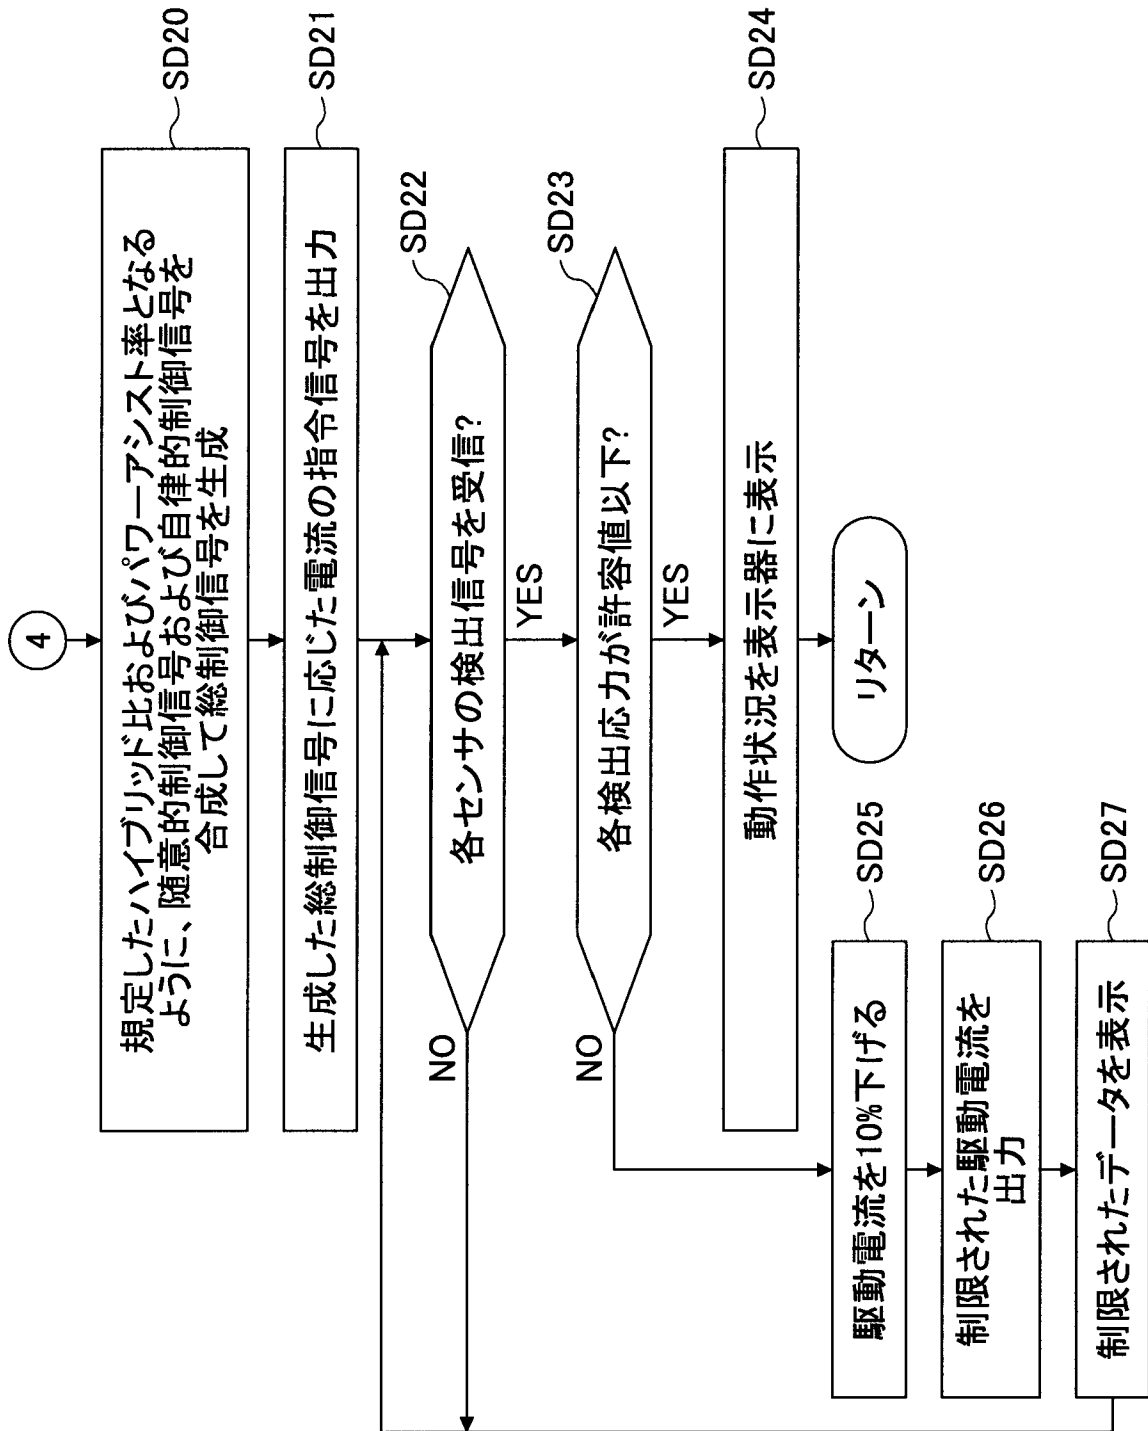 4
規定したハイブリッド比およびパワーアシスト率となる
ように、随意的制御信号および自律的制御信号を
合成して総制御信号を生成
SD20
生成した総制御信号に応じた電流の指令信号を出力
SD21
各センサの検出信号を受信?
SD22
NO
YES
各検出応力が許容値以下?
SD23
NO
YES
動作状況を表示器に表示
SD24
リターン
駆動電流を10%下げる
SD25
制限された駆動電流を
出力
SD26
制限されたデータを表示
SD27